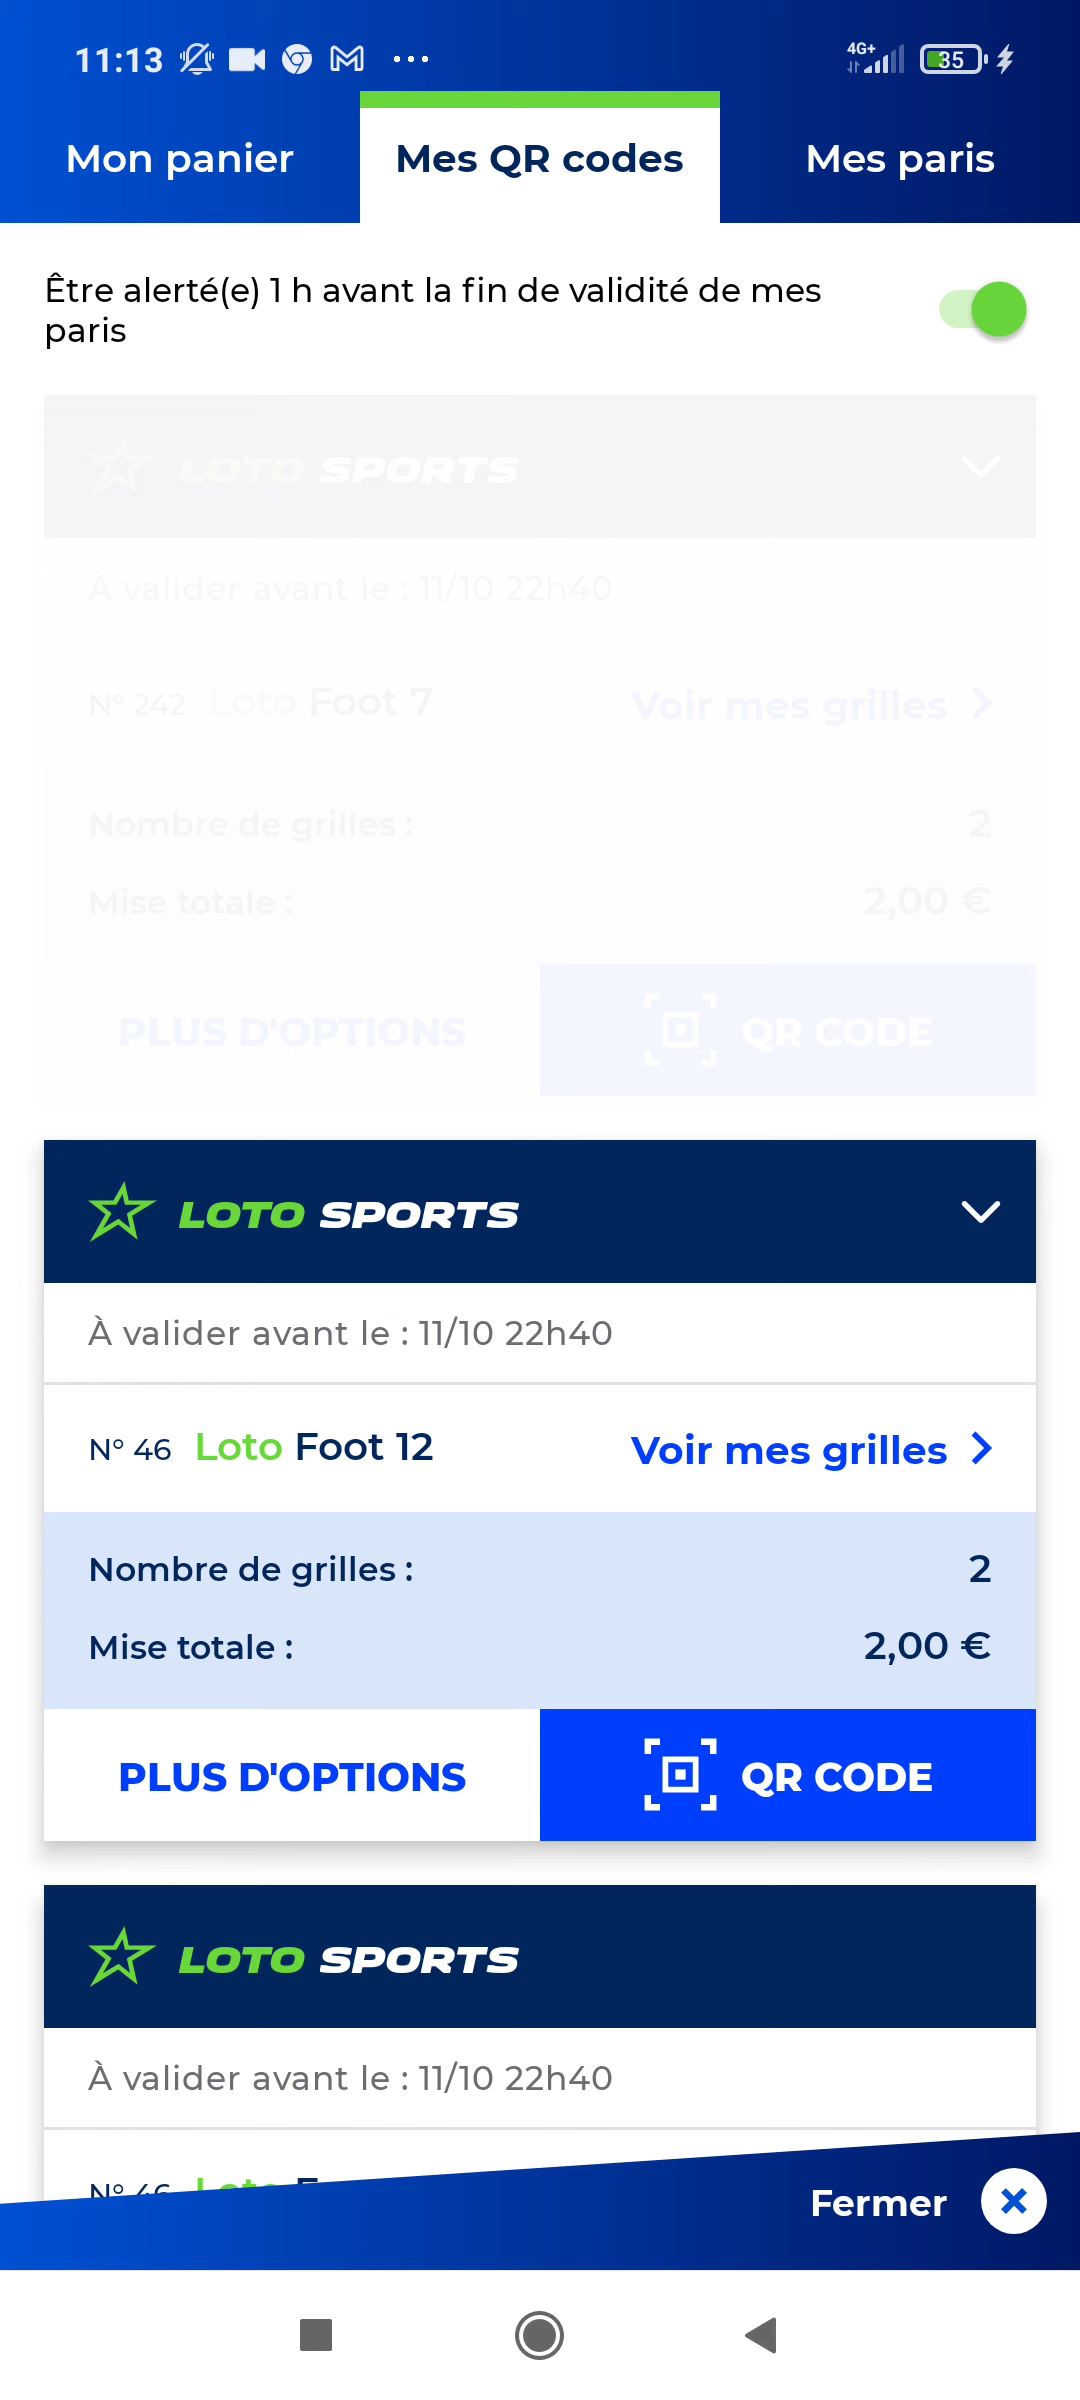 11:13 4G+ 35
Mon panier Mes QR codes Mes paris
Être alerté(e) 1 h avant la fin de validité de mes
paris
LOTO SPORTS
À valider avant le : 11/10 22h40
N° 242 Loto Foot 7 Voir mes grilles
Nombre de grilles : 2
Mise totale : 2,00 €
PLUS D'OPTIONS QR CODE
LOTO SPORTS
À valider avant le : 11/10 22h40
N° 46 Loto Foot 12 Voir mes grilles
Nombre de grilles : 2
Mise totale : 2,00 €
PLUS D'OPTIONS QR CODE
LOTO SPORTS
À valider avant le : 11/10 22h40
N° 46 Loto
Fermer